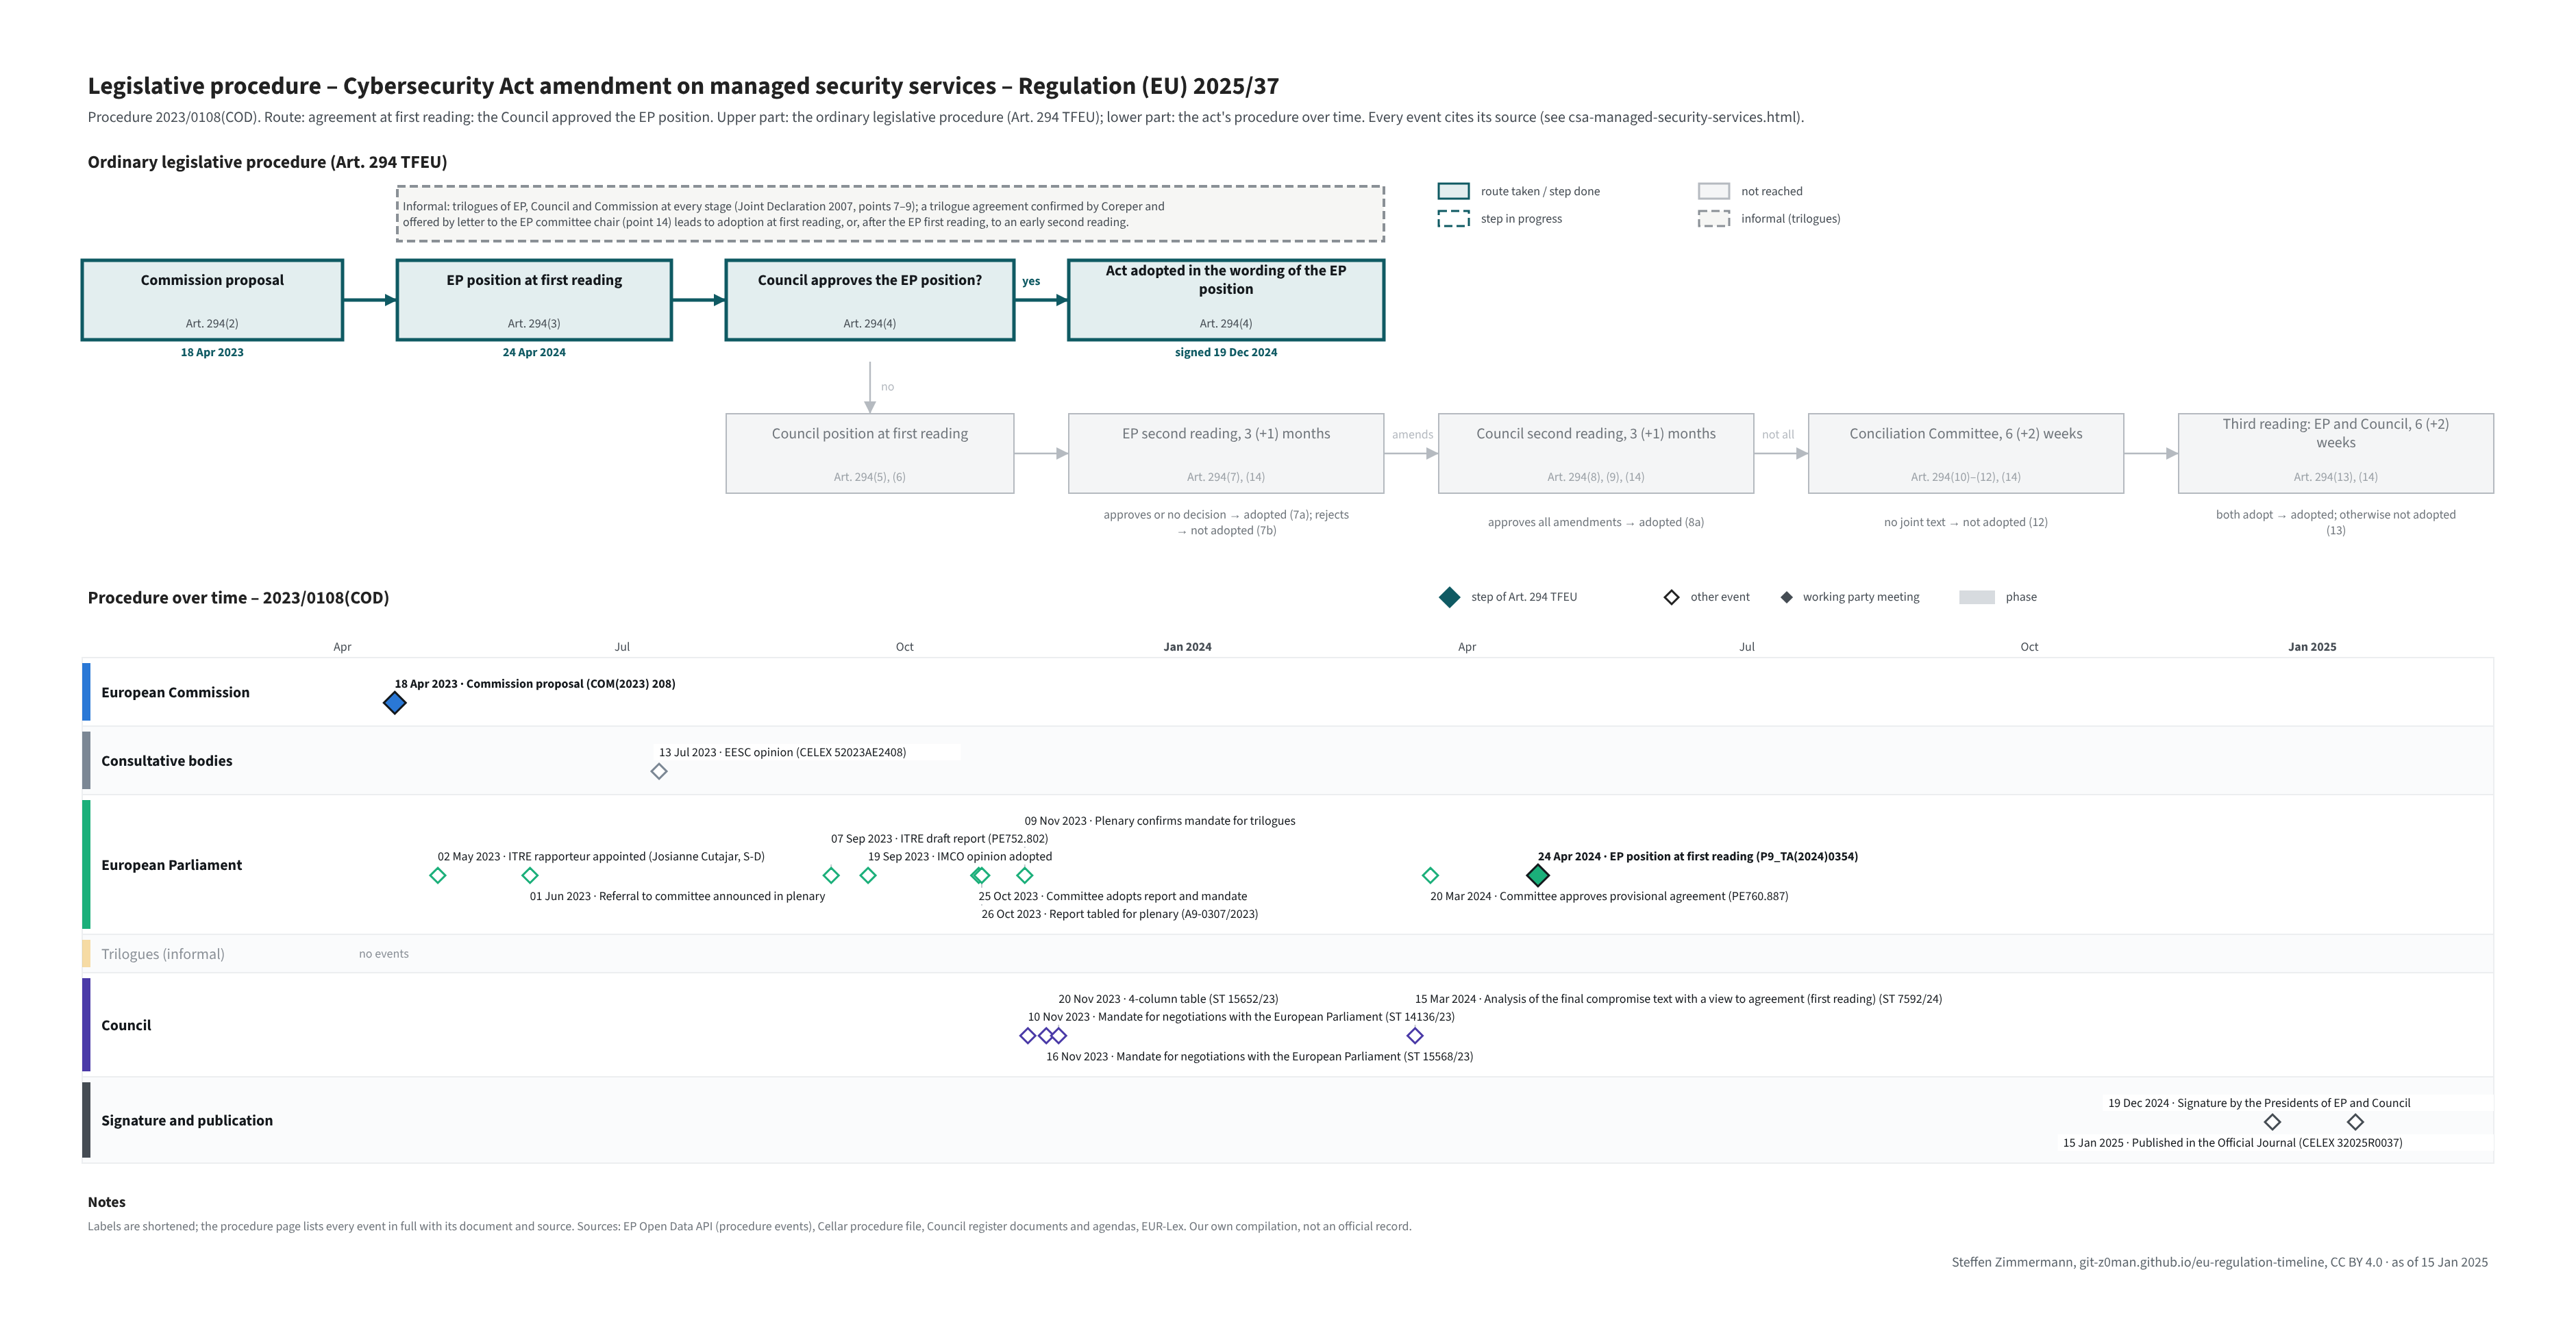 Legislative procedure – Cybersecurity Act amendment on managed security services – Regulation (EU) 2025/37
Procedure 2023/0108(COD). Route: agreement at first reading: the Council approved the EP position. Upper part: the ordinary legislative procedure (Art. 294 TFEU); lower part: the act's procedure over time. Every event cites its source (see csa-managed-security-services.html).
Ordinary legislative procedure (Art. 294 TFEU)
Informal: trilogues of EP, Council and Commission at every stage (Joint Declaration 2007, points 7–9); a trilogue agreement confirmed by Coreper and
offered by letter to the EP committee chair (point 14) leads to adoption at first reading, or, after the EP first reading, to an early second reading.
route taken / step done
not reached
step in progress
informal (trilogues)
Commission proposal
Art. 294(2)
18 Apr 2023
EP position at first reading
Art. 294(3)
24 Apr 2024
Council approves the EP position?
Art. 294(4)
yes
Act adopted in the wording of the EP
position
Art. 294(4)
signed 19 Dec 2024
no
Council position at first reading
Art. 294(5), (6)
EP second reading, 3 (+1) months
Art. 294(7), (14)
approves or no decision → adopted (7a); rejects
→ not adopted (7b)
amends
Council second reading, 3 (+1) months
Art. 294(8), (9), (14)
approves all amendments → adopted (8a)
not all
Conciliation Committee, 6 (+2) weeks
Art. 294(10)–(12), (14)
no joint text → not adopted (12)
Third reading: EP and Council, 6 (+2)
weeks
Art. 294(13), (14)
both adopt → adopted; otherwise not adopted
(13)
Procedure over time – 2023/0108(COD)
step of Art. 294 TFEU
other event
working party meeting
phase
Apr
Jul
Oct
Jan 2024
Apr
Jul
Oct
Jan 2025
European Commission
18 Apr 2023 · Commission proposal (COM(2023) 208)
Consultative bodies
13 Jul 2023 · EESC opinion (CELEX 52023AE2408)
European Parliament
09 Nov 2023 · Plenary confirms mandate for trilogues
07 Sep 2023 · ITRE draft report (PE752.802)
02 May 2023 · ITRE rapporteur appointed (Josianne Cutajar, S-D)
19 Sep 2023 · IMCO opinion adopted
24 Apr 2024 · EP position at first reading (P9_TA(2024)0354)
01 Jun 2023 · Referral to committee announced in plenary
25 Oct 2023 · Committee adopts report and mandate
20 Mar 2024 · Committee approves provisional agreement (PE760.887)
26 Oct 2023 · Report tabled for plenary (A9-0307/2023)
Trilogues (informal)
no events
Council
20 Nov 2023 · 4-column table (ST 15652/23)
15 Mar 2024 · Analysis of the final compromise text with a view to agreement (first reading) (ST 7592/24)
10 Nov 2023 · Mandate for negotiations with the European Parliament (ST 14136/23)
16 Nov 2023 · Mandate for negotiations with the European Parliament (ST 15568/23)
Signature and publication
19 Dec 2024 · Signature by the Presidents of EP and Council
15 Jan 2025 · Published in the Official Journal (CELEX 32025R0037)
Notes
Labels are shortened; the procedure page lists every event in full with its document and source. Sources: EP Open Data API (procedure events), Cellar procedure file, Council register documents and agendas, EUR-Lex. Our own compilation, not an official record.
Steffen Zimmermann, git-z0man.github.io/eu-regulation-timeline, CC BY 4.0 · as of 15 Jan 2025